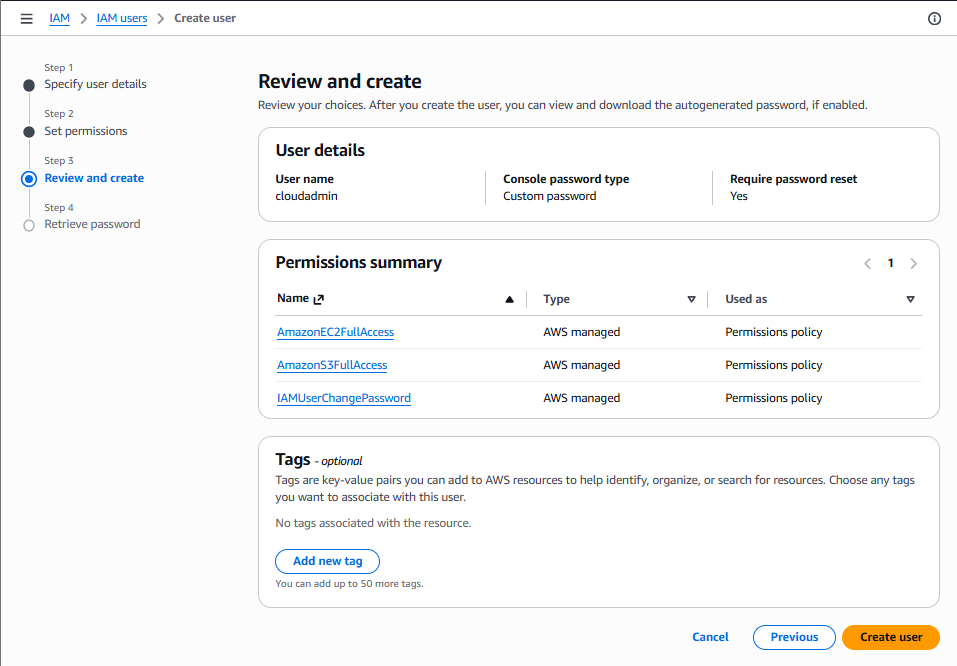 IAM > IAM users > Create user
Step 1
Specify user details
Step 2
Set permissions
Step 3
Review and create
Step 4
Retrieve password
Review and create
Review your choices. After you create the user, you can view and download the autogenerated password, if enabled.
User details
User name Console password type Require password reset
cloudadmin Custom password Yes
Permissions summary
1
Name Type Used as
AmazonEC2FullAccess AWS managed Permissions policy
AmazonS3FullAccess AWS managed Permissions policy
IAMUserChangePassword AWS managed Permissions policy
Tags - optional
Tags are key-value pairs you can add to AWS resources to help identify, organize, or search for resources. Choose any tags
you want to associate with this user.
No tags associated with the resource.
Add new tag
You can add up to 50 more tags.
Cancel Previous Create user